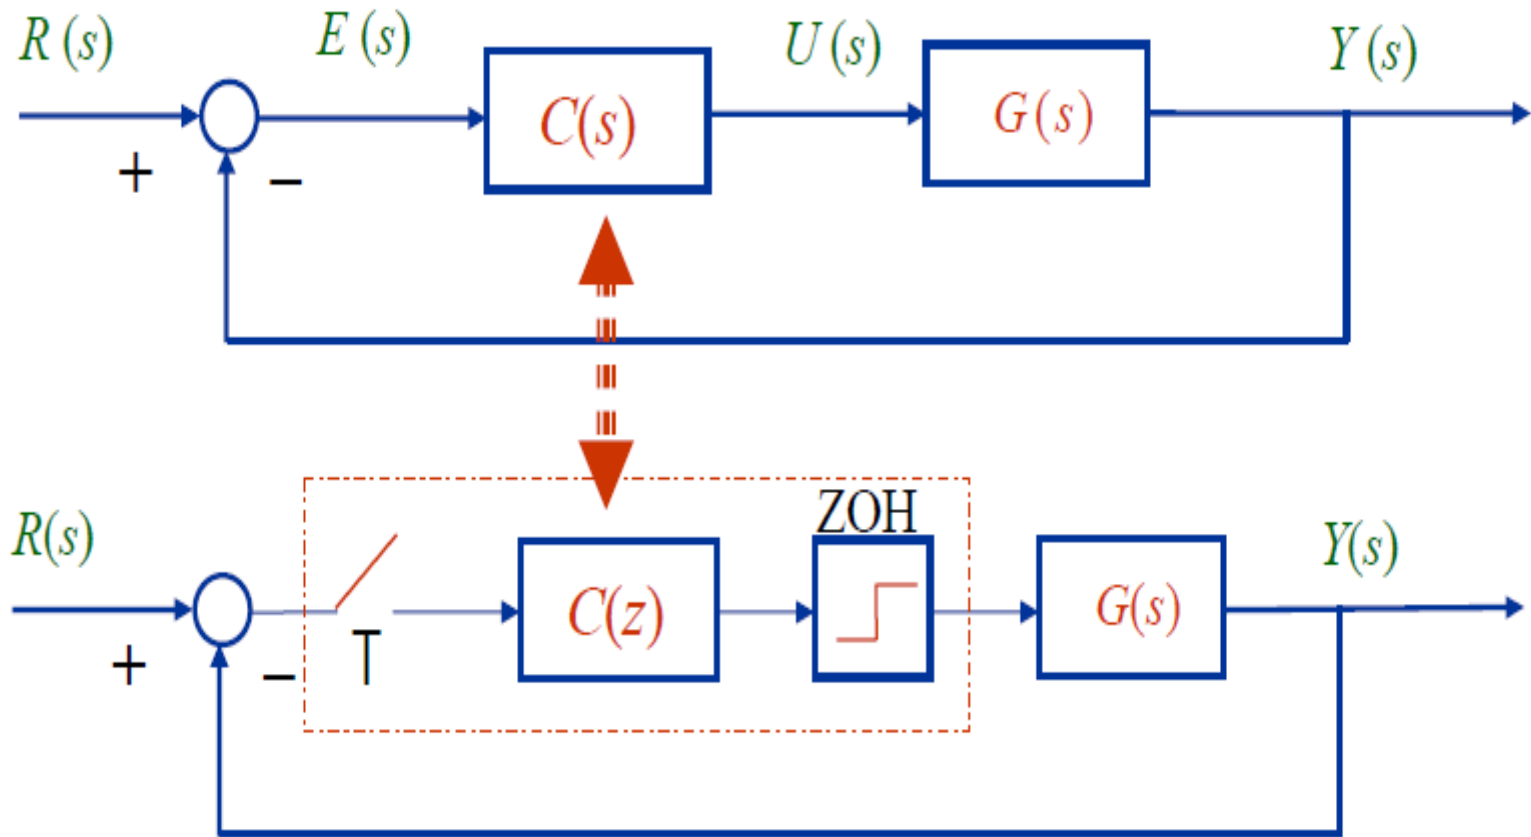 R(s)
E(s)
C(s)
U(s)
G(s)
Y(s)
+
−
R(s)
+
−
T
C(z)
ZOH
G(s)
Y(s)